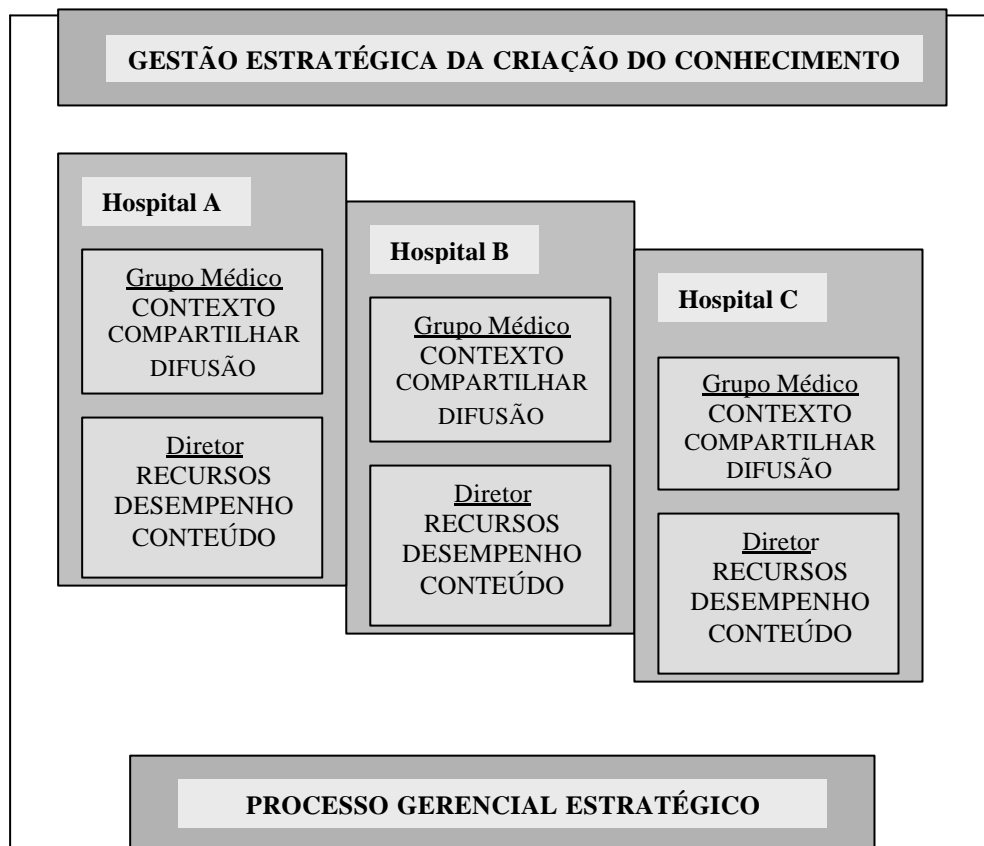 GESTÃO ESTRATÉGICA DA CRIAÇÃO DO CONHECIMENTO
Hospital A
Grupo Médico
CONTEXTO
COMPARTILHAR
DIFUSÃO
Diretor
RECURSOS
DESEMPENHO
CONTEÚDO
Hospital B
Grupo Médico
CONTEXTO
COMPARTILHAR
DIFUSÃO
Diretor
RECURSOS
DESEMPENHO
CONTEÚDO
Hospital C
Grupo Médico
CONTEXTO
COMPARTILHAR
DIFUSÃO
Diretor
RECURSOS
DESEMPENHO
CONTEÚDO
PROCESSO GERENCIAL ESTRATÉGICO